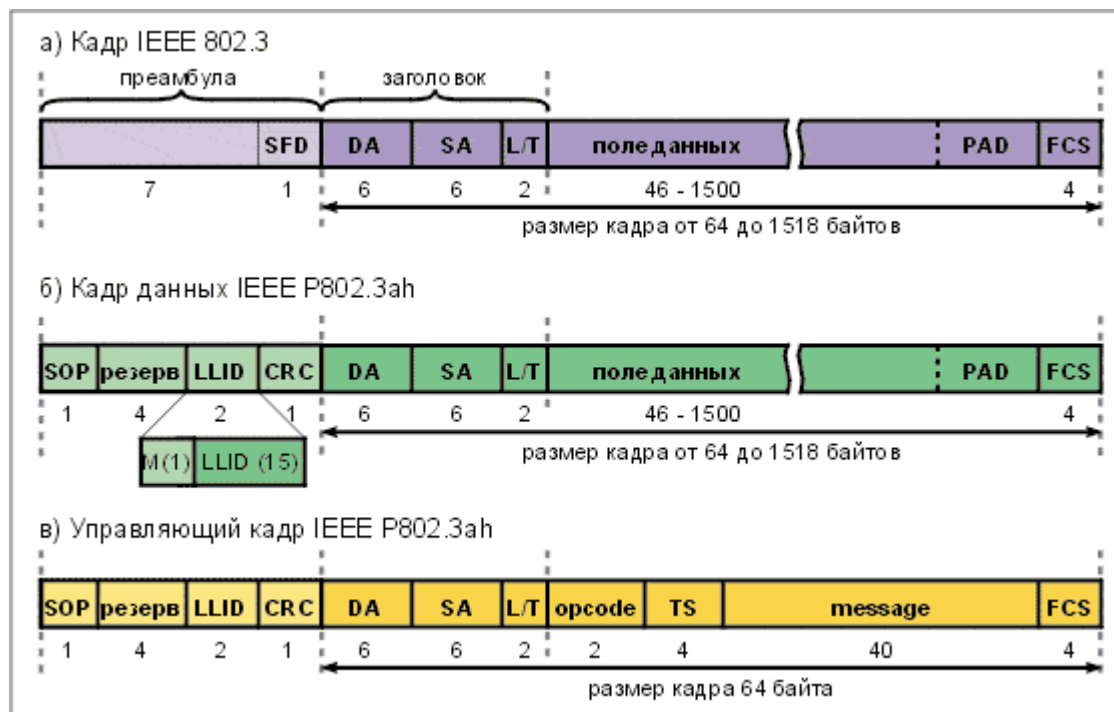 а) Кадр IEEE 802.3
преамбула заголовок
SFD DA SA L/T поле данных PAD FCS
7 1 6 6 2 46 - 1500 4
размер кадра от 64 до 1518 байтов
б) Кадр данных IEEE P802.3ah
SOP резерв LLID CRC DA SA L/T поле данных PAD FCS
1 4 2 1 6 6 2 46 - 1500 4
M (1) LLID (15)
размер кадра от 64 до 1518 байтов
в) Управляющий кадр IEEE P802.3ah
SOP резерв LLID CRC DA SA L/T opcode TS message FCS
1 4 2 1 6 6 2 2 4 40 4
размер кадра 64 байта